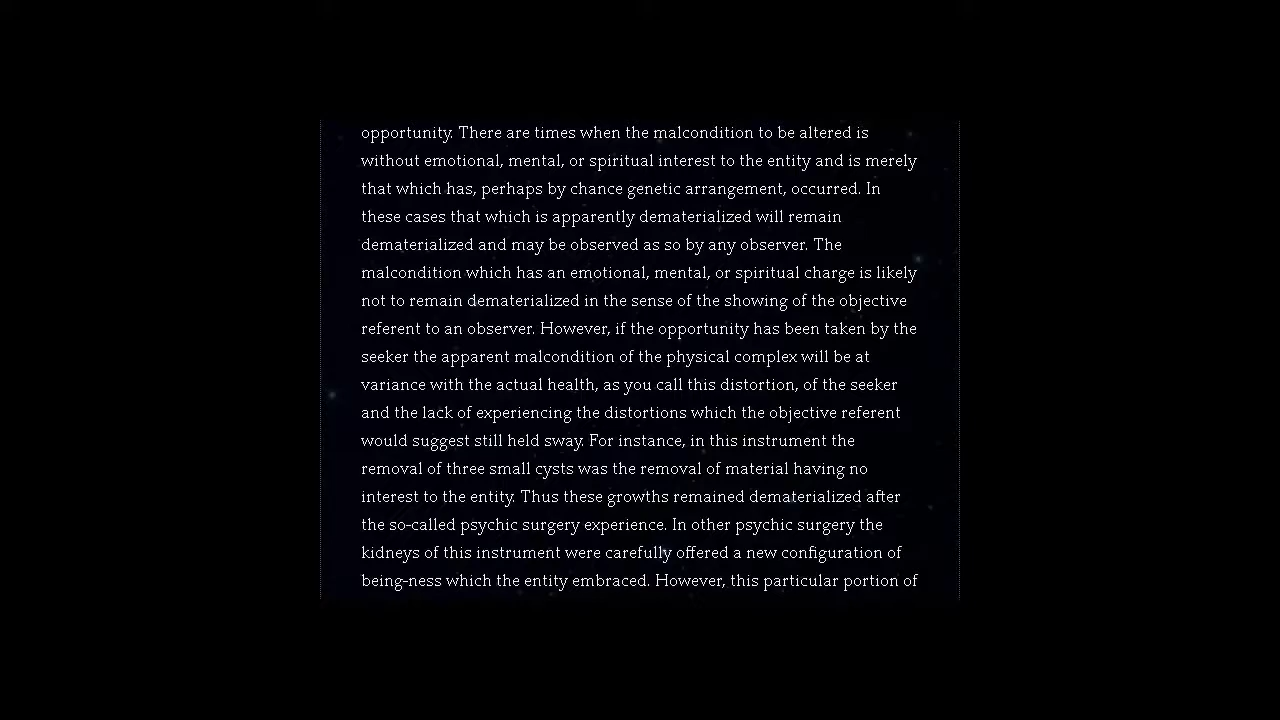 opportunity. There are times when the malcondition to be altered is
without emotional, mental, or spiritual interest to the entity and is merely
that which has, perhaps by chance genetic arrangement, occurred. In
these cases that which is apparently dematerialized will remain
dematerialized and may be observed as so by any observer. The
malcondition which has an emotional, mental, or spiritual charge is likely
not to remain dematerialized in the sense of the showing of the objective
referent to an observer. However, if the opportunity has been taken by the
seeker the apparent malcondition of the physical complex will be at
variance with the actual health, as you call this distortion, of the seeker
and the lack of experiencing the distortions which the objective referent
would suggest still held sway. For instance, in this instrument the
removal of three small cysts was the removal of material having no
interest to the entity. Thus these growths remained dematerialized after
the so-called psychic surgery experience. In other psychic surgery the
kidneys of this instrument were carefully offered a new configuration of
being-ness which the entity embraced. However, this particular portion of